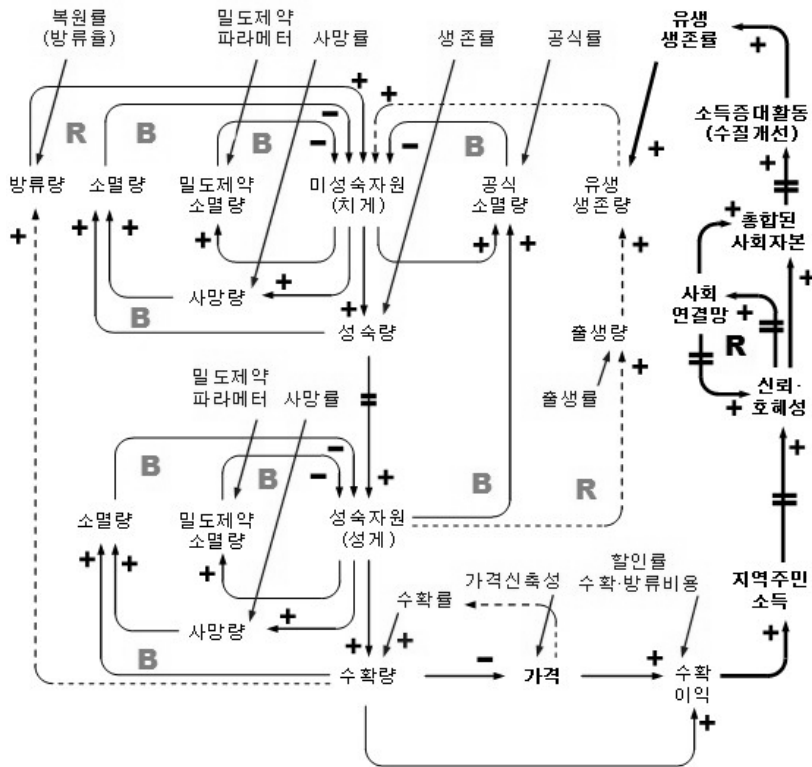 복원률
(방류율)
밀도제약
파라메터
사망률
생존률
공식률
유생
생존률
+
+
+
R
B
B
B
−
−
−
+
소득증대활동
(수질개선)
+
+
방류량
소멸량
밀도제약
소멸량
미성숙자원
(치게)
공식
소멸량
유생
생존량
+
+
+
+
+
+
+
+
총합된
사회자본
+
사망량
+
사회
연결망
+
B
성숙량
출생량
R
+
밀도제약
파라메터
사망률
출생률
신뢰·
호혜성
+
+
B
B
−
−
+
B
R
소멸량
밀도제약
소멸량
성숙자원
(성게)
+
+
+
가격신축성
할인률
수확·방류비용
지역주민
소득
수확률
사망량
+
+
+
+
B
수확량
−
가격
+
수확
이익
+